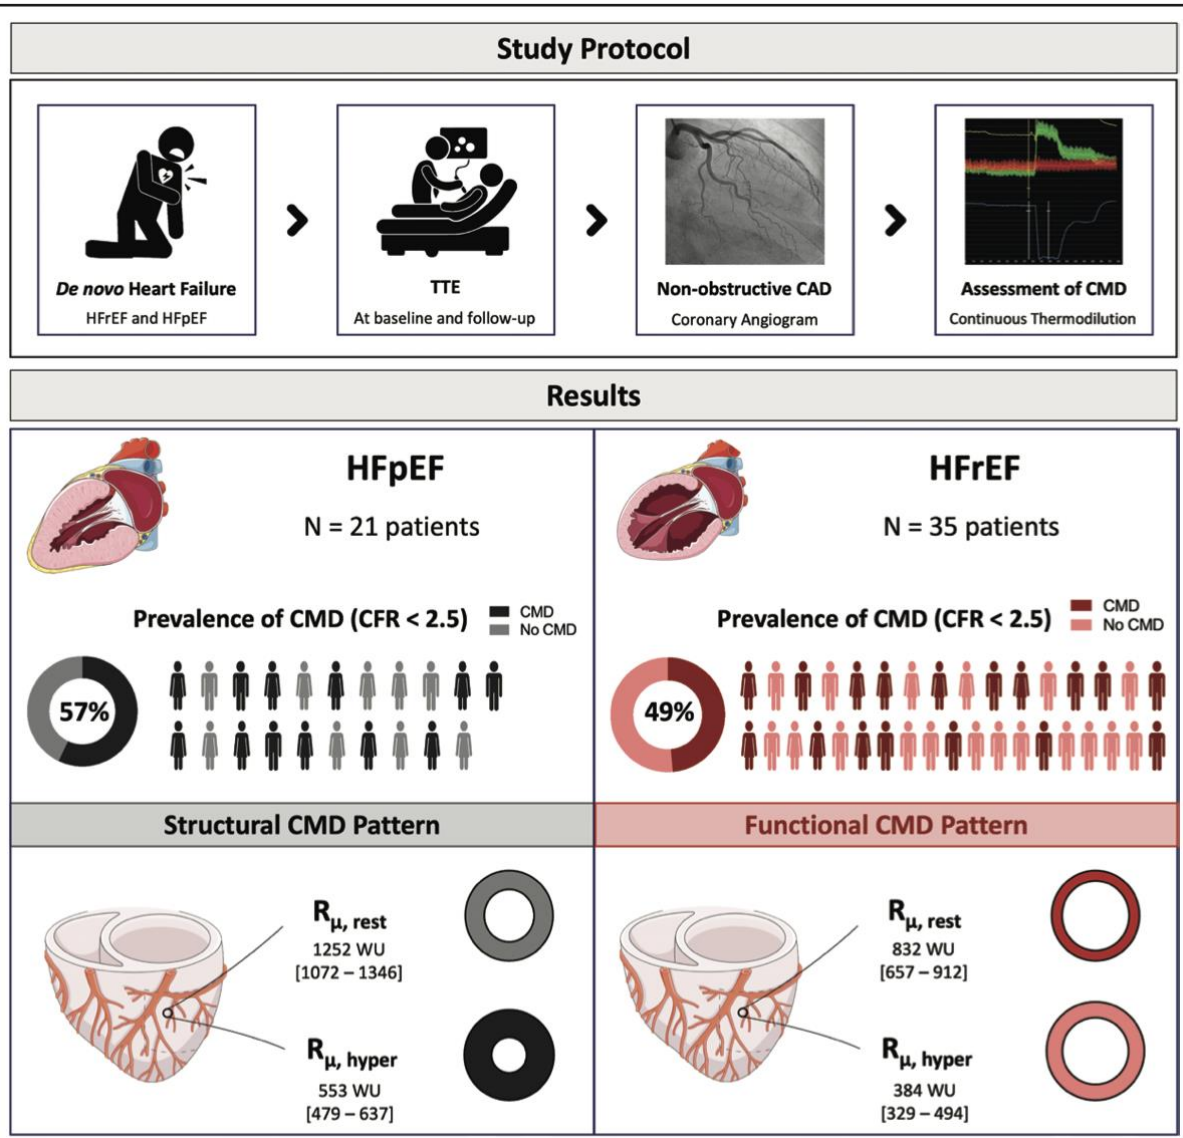 Study Protocol
De novo Heart Failure
HFrEF and HFpEF
TTE
At baseline and follow-up
Non-obstructive CAD
Coronary Angiogram
Assessment of CMD
Continuous Thermodilution
Results
HFpEF
N = 21 patients
Prevalence of CMD (CFR < 2.5)
CMD
No CMD
57%
HFrEF
N = 35 patients
Prevalence of CMD (CFR < 2.5)
CMD
No CMD
49%
Structural CMD Pattern
Rμ, rest
1252 WU
[1072 – 1346]
Rμ, hyper
553 WU
[479 – 637]
Functional CMD Pattern
Rμ, rest
832 WU
[657 – 912]
Rμ, hyper
384 WU
[329 – 494]